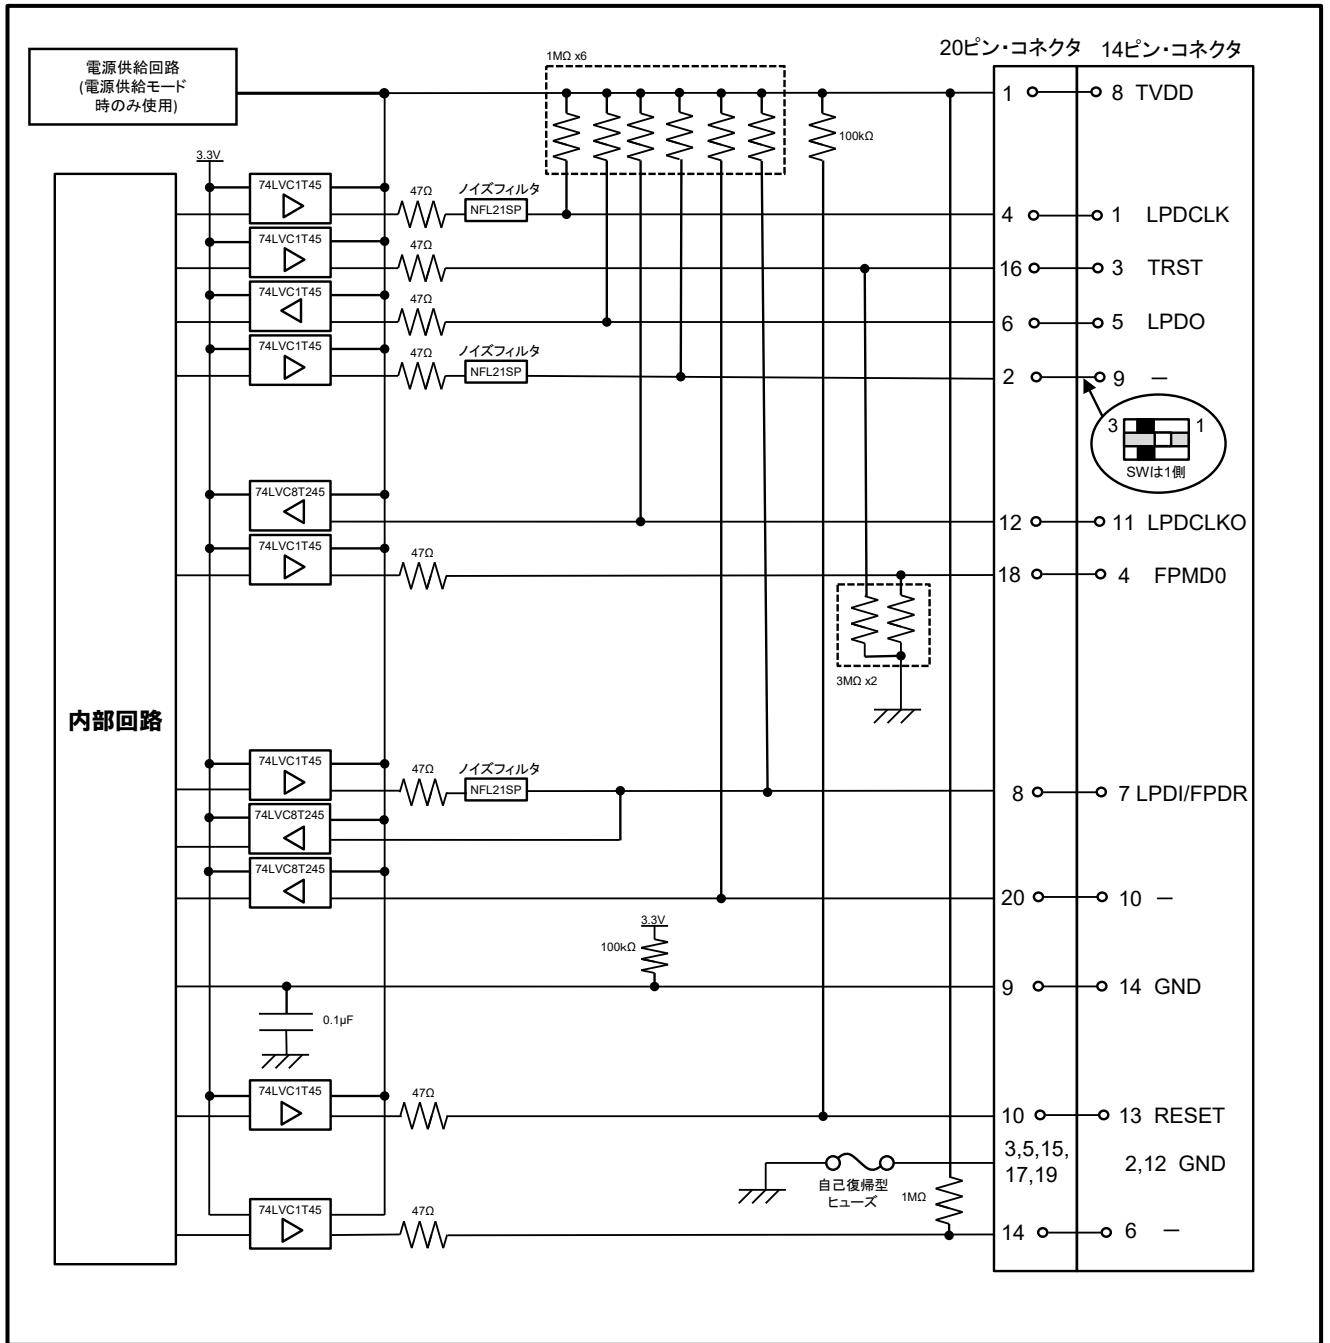 20ピン・コネクタ 14ピン・コネクタ
電源供給回路
(電源供給モード
時のみ使用)
1MΩ x6
1 8 TVDD
100kΩ
3.3V
74LVC1T45
47Ω
ノイズフィルタ
NFL21SP
4 1 LPDCLK
74LVC1T45
47Ω
16 3 TRST
74LVC1T45
47Ω
6 5 LPDO
74LVC1T45
47Ω
ノイズフィルタ
NFL21SP
2 9 －
3 1
SWは1側
74LVC8T245
12 11 LPDCLKO
74LVC1T45
47Ω
18 4 FPMD0
3MΩ x2
内部回路
74LVC1T45
47Ω
ノイズフィルタ
NFL21SP
8 7 LPDI/FPDR
74LVC8T245
74LVC8T245
20 10 －
3.3V
100kΩ
9 14 GND
0.1μF
74LVC1T45
47Ω
10 13 RESET
3,5,15,
17,19
2,12 GND
自己復帰型
ヒューズ
1MΩ
74LVC1T45
47Ω
14 6 －